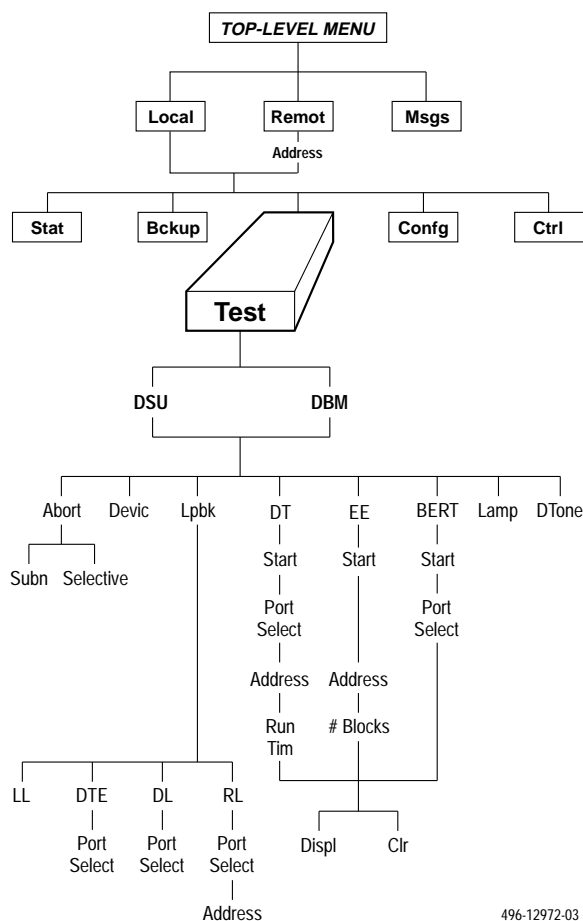 TOP-LEVEL MENU
Local Remot Msgs
Address
Stat Bckup Confg Ctrl
Test
DSU DBM
Abort Devic Lpbk DT EE BERT Lamp DTone
Subn Selective Start Start Start
Port Port
Select Select
Address Address
Run # Blocks
Tim
LL DTE DL RL
Port Port Port Displ Clr
Select Select Select
Address
496-12972-03